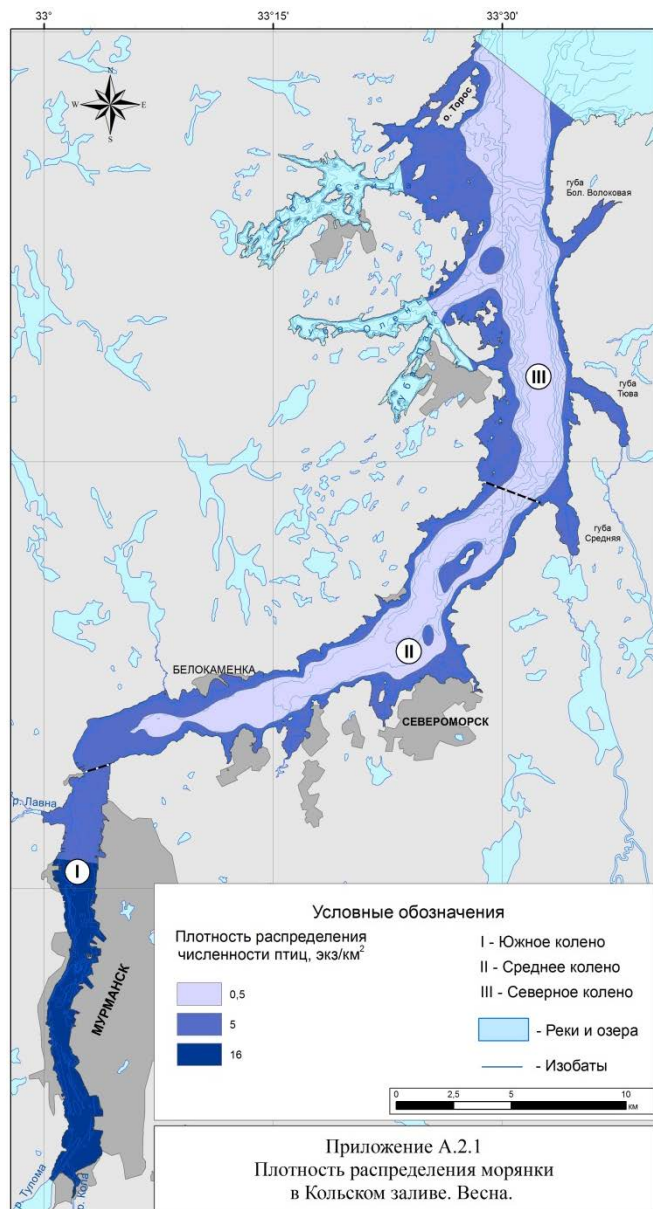 33°
33°15'
33°30'
N
W E
S
о. Торос
губа
Бол. Волоковая
III
губа
Тюва
губа
Средняя
II
БЕЛОКАМЕНКА
СЕВЕРОМОРСК
р. Лавна
I
МУРМАНСК
р. Тулома
р. Кола
Условные обозначения
Плотность распределения
численности птиц, экз/км²
0,5
5
16
I - Южное колено
II - Среднее колено
III - Северное колено
- Реки и озера
- Изобаты
0 2,5 5 10
км
Приложение А.2.1
Плотность распределения морянки
в Кольском заливе. Весна.